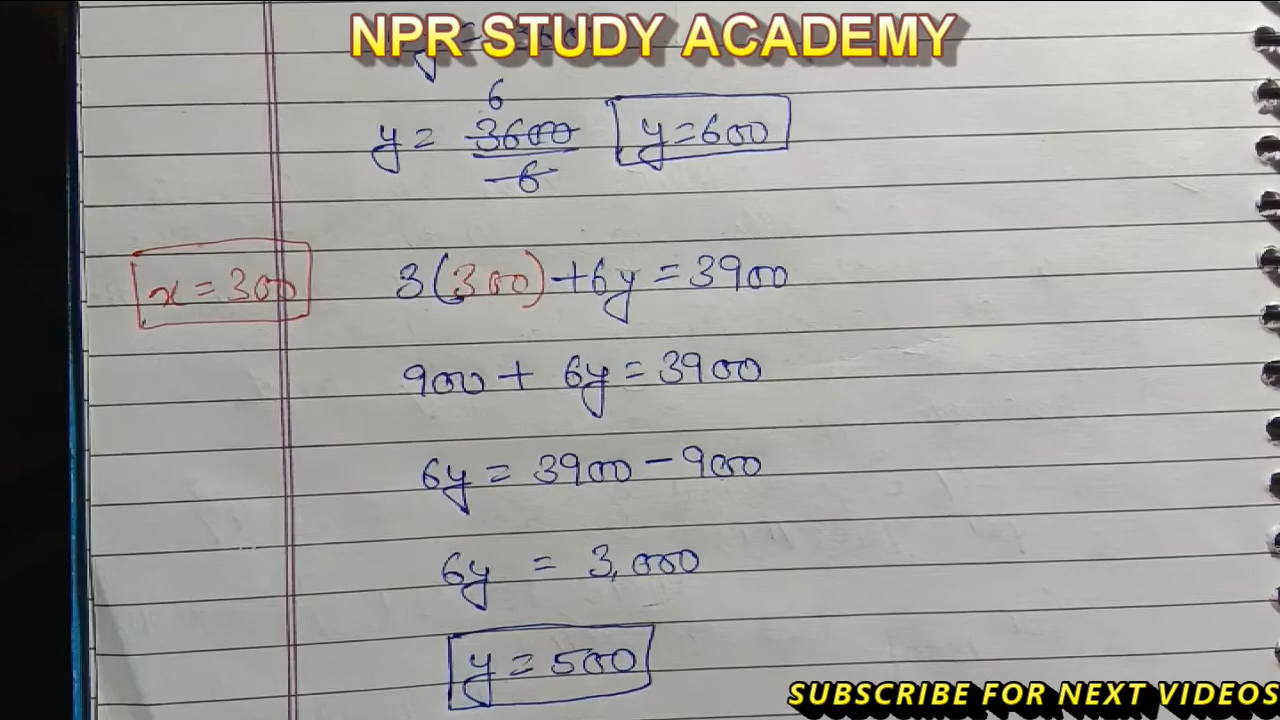 NPR STUDY ACADEMY
6
y = 3600 / 6 y = 600
x = 300 3(300) + 6y = 3900
900 + 6y = 3900
6y = 3900 - 900
6y = 3,000
y = 500
SUBSCRIBE FOR NEXT VIDEOS